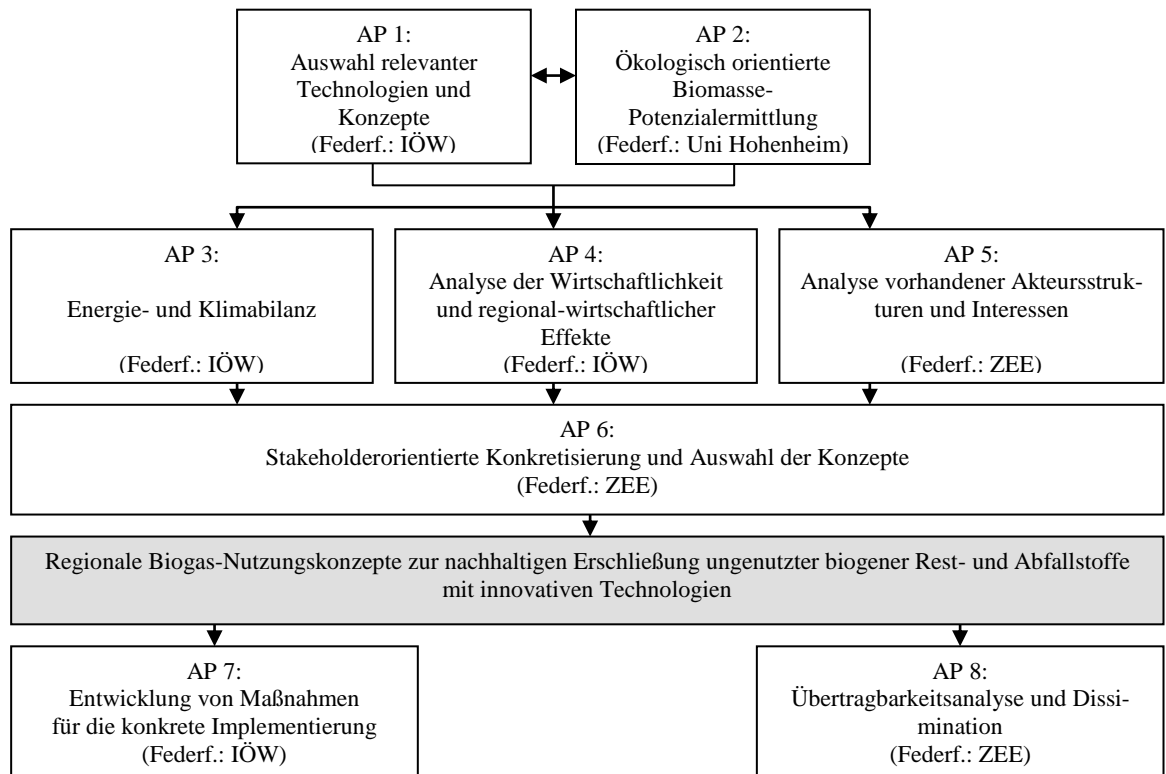 AP 1:
Auswahl relevanter
Technologien und
Konzepte
(Federf.: IÖW)
AP 2:
Ökologisch orientierte
Biomasse-
Potenzialermittlung
(Federf.: Uni Hohenheim)
AP 3:
Energie- und Klimabilanz
(Federf.: IÖW)
AP 4:
Analyse der Wirtschaftlichkeit
und regional-wirtschaftlicher
Effekte
(Federf.: IÖW)
AP 5:
Analyse vorhandener Akteursstruk-
turen und Interessen
(Federf.: ZEE)
AP 6:
Stakeholderorientierte Konkretisierung und Auswahl der Konzepte
(Federf.: ZEE)
Regionale Biogas-Nutzungskonzepte zur nachhaltigen Erschließung ungenutzter biogener Rest- und Abfallstoffe
mit innovativen Technologien
AP 7:
Entwicklung von Maßnahmen
für die konkrete Implementierung
(Federf.: IÖW)
AP 8:
Übertragbarkeitsanalyse und Dissi-
mination
(Federf.: ZEE)